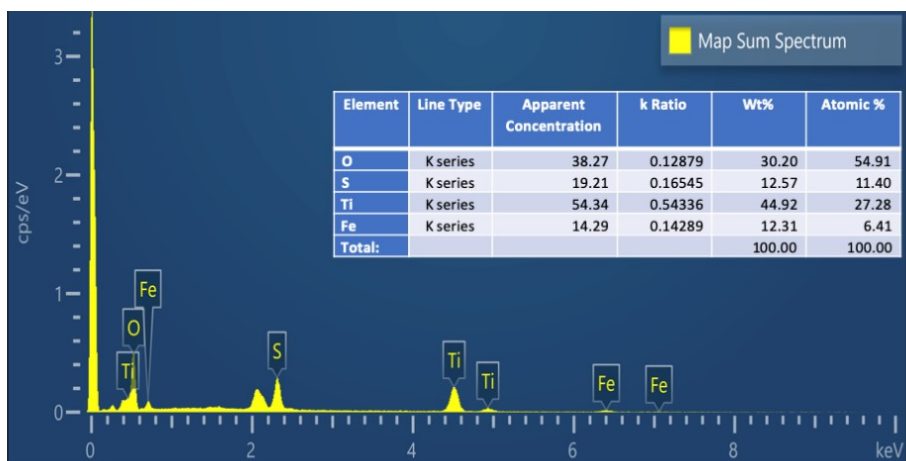 Map Sum Spectrum
Element Line Type Apparent Concentration k Ratio Wt% Atomic %
O K series 38.27 0.12879 30.20 54.91
S K series 19.21 0.16545 12.57 11.40
Ti K series 54.34 0.54336 44.92 27.28
Fe K series 14.29 0.14289 12.31 6.41
Total: 100.00 100.00
cps/eV
3
2
1
0
Fe
O
Ti
S
Ti
Ti
Fe
Fe
0 2 4 6 8 keV